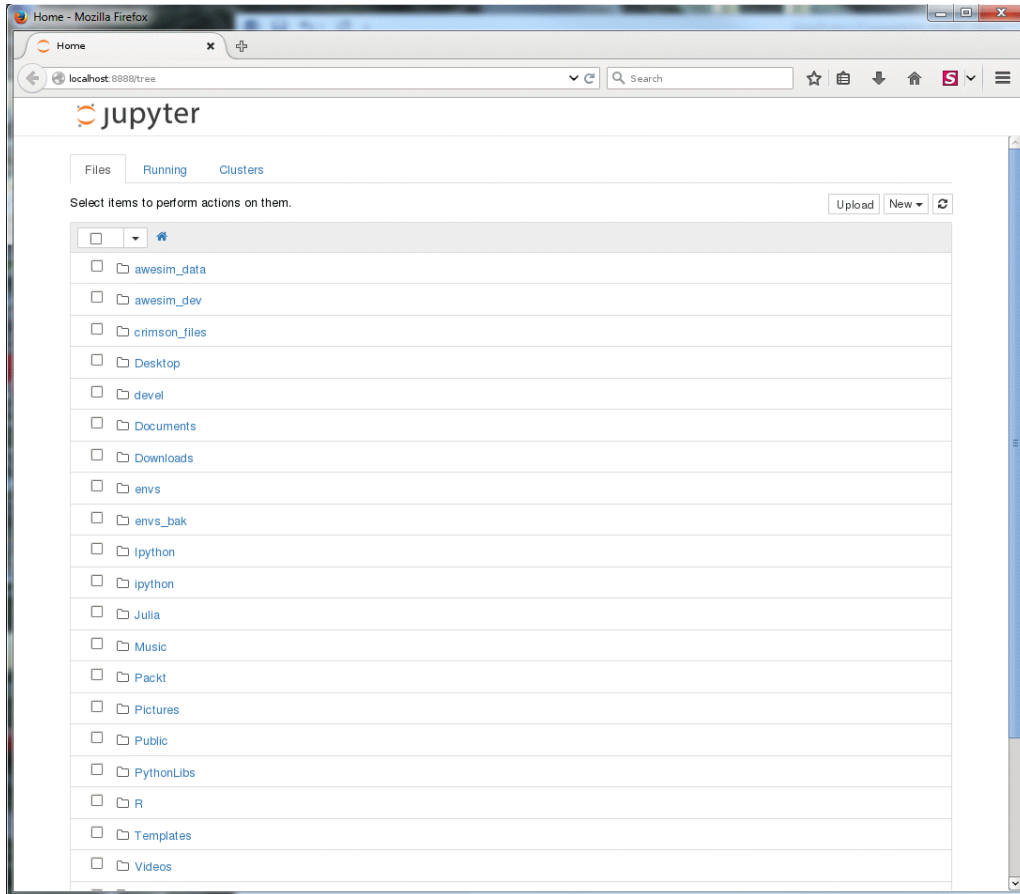 Home - Mozilla Firefox
Home
localhost:8888/tree
Search
S
jupyter
Files Running Clusters
Select items to perform actions on them.
Upload New
awesim_data
awesim_dev
crimson_files
Desktop
devel
Documents
Downloads
envs
envs_bak
Ipython
ipython
Julia
Music
Packt
Pictures
Public
PythonLibs
R
Templates
Videos